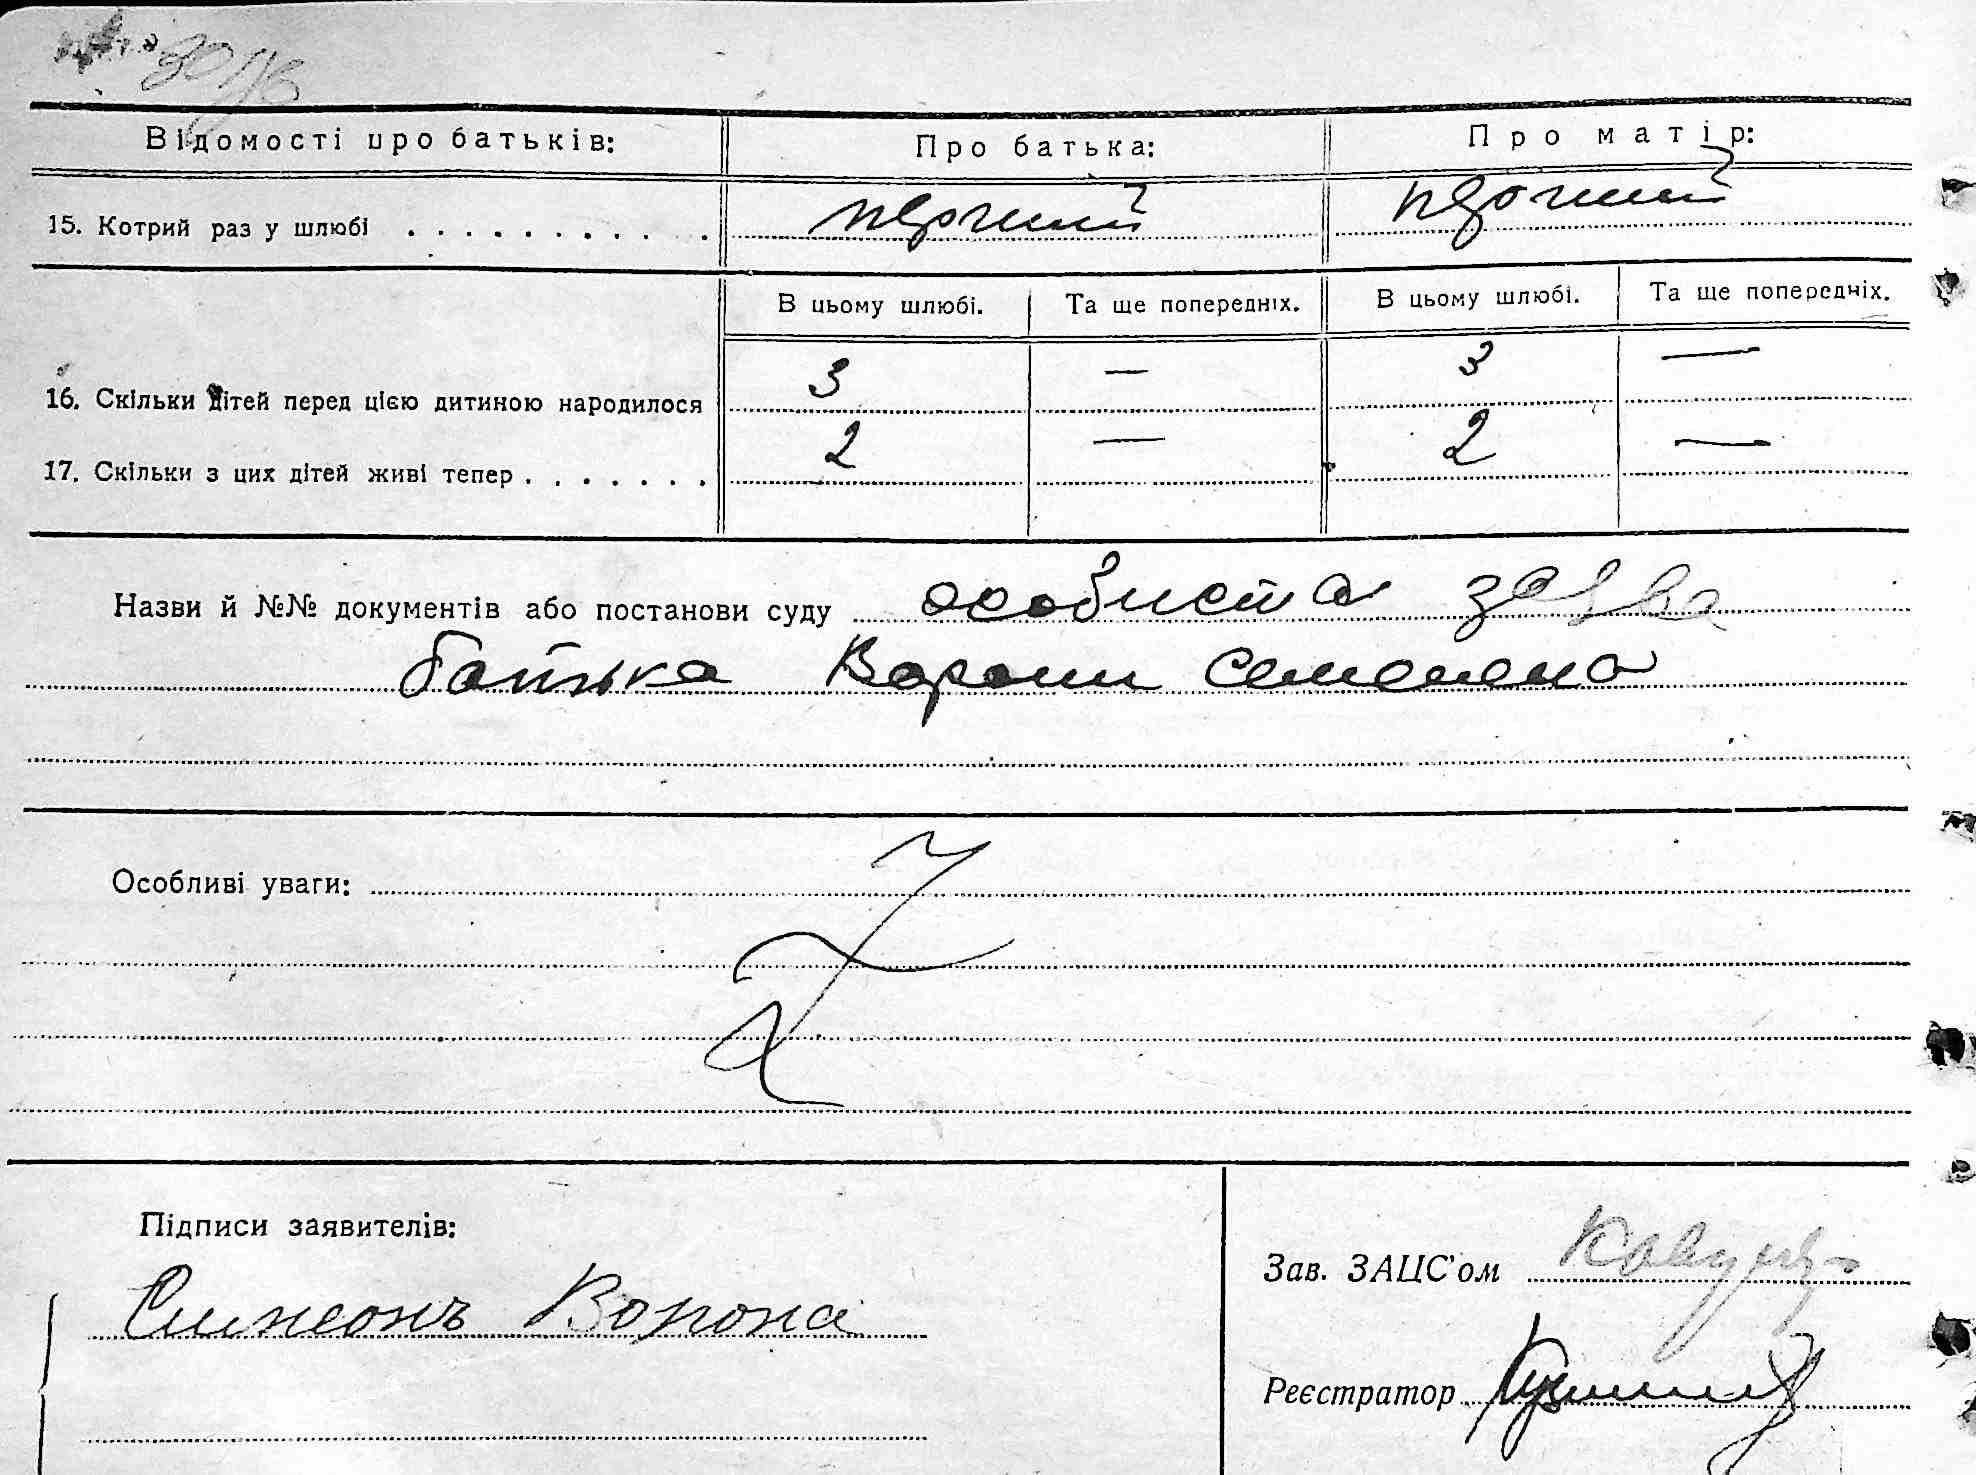 Відомості про батьків:
Про батька:
Про матір:
15. Котрий раз у шлюбі
перший
перший
В цьому шлюбі.
Та ще попередніх.
В цьому шлюбі.
Та ще попередніх.
16. Скільки дітей перед цією дитиною народилося
3
—
3
—
17. Скільки з цих дітей живі тепер
2
—
2
—
Назви й №№ документів або постанови суду особиста заява
батька Ворони Семена
Особливі уваги:
Підписи заявителів:
Симеонъ Ворона
Зав. ЗАЦС'ом
Реєстратор